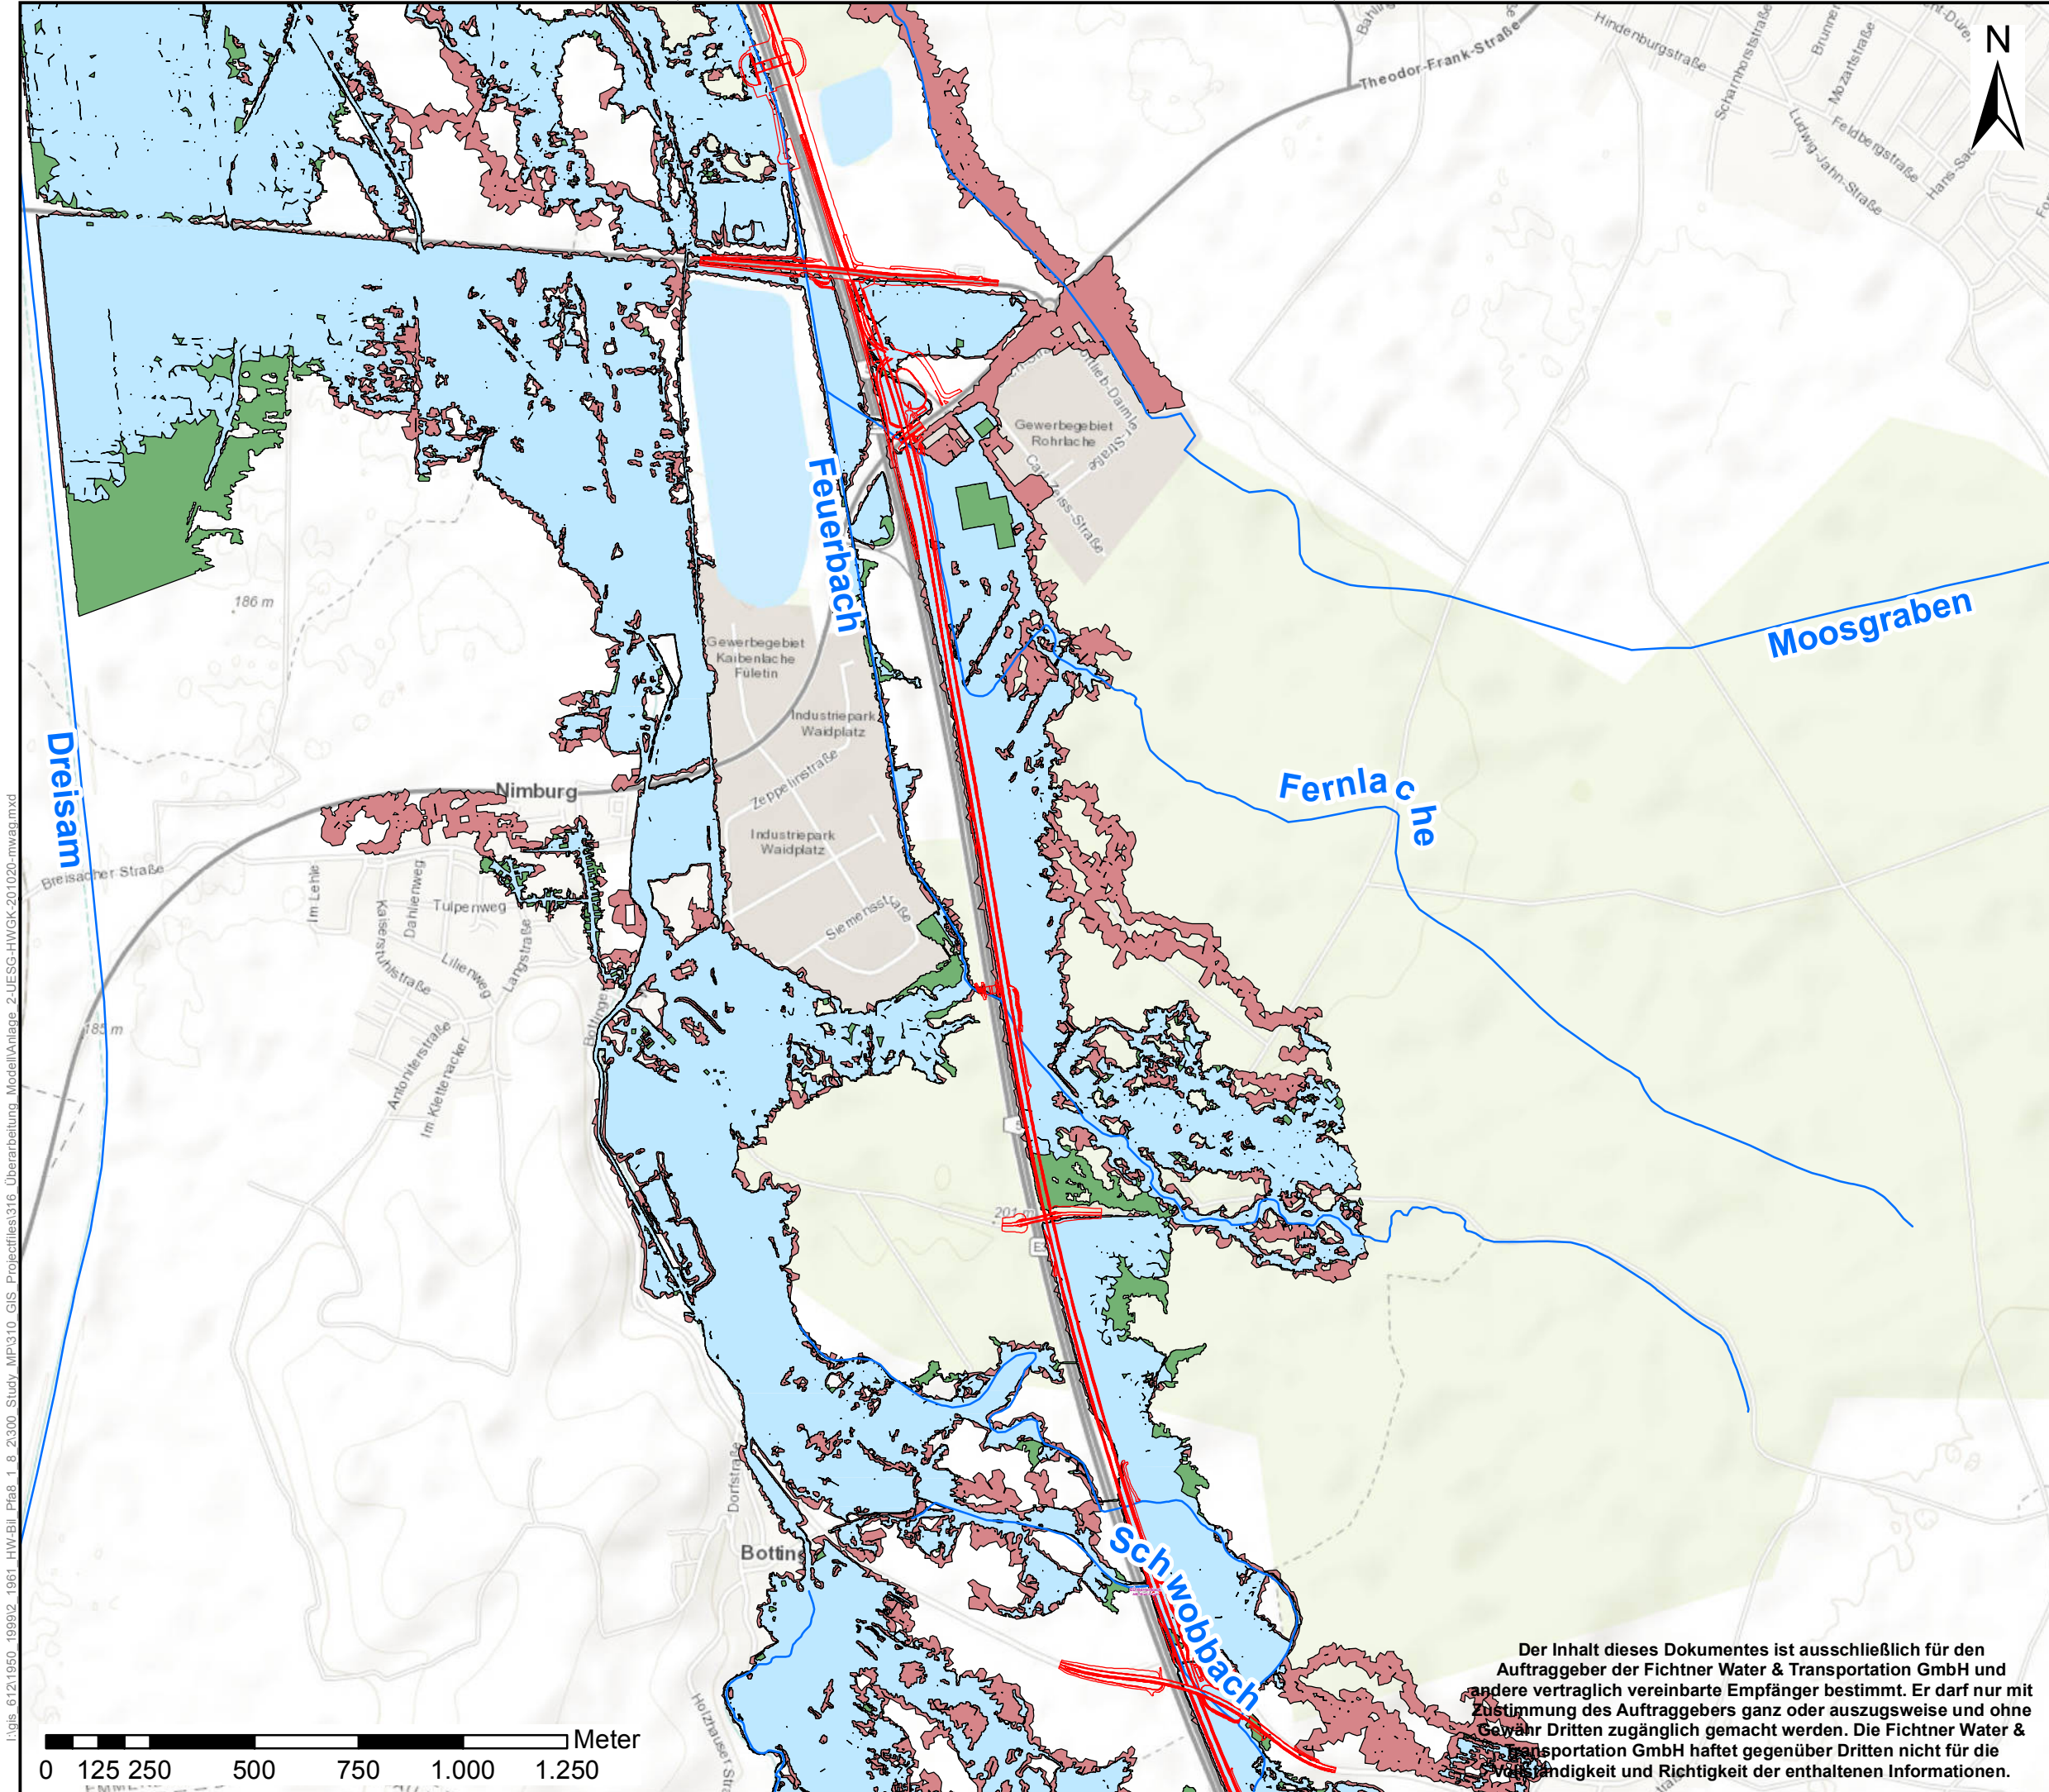 N
Theodor-Frank-Straße
Hindenburgstraße
Scharnhorststraße
Mozartstraße
Feldbergstraße
Ludwig-Jahn-Straße
Gewerbegebiet
Rohrlache
Carl-Zeiss-Straße
Feuerbach
186 m
Moosgraben
Gewerbegebiet
Kaibenlache
Fületin
Industriepark
Waidplatz
Zeppelinstraße
Industriepark
Waidplatz
Siemensstraße
Dreisam
Nimburg
Fernlache
Breisacher Straße
Im Lehle
Dahlienweg
Tulpenweg
Kaiserstuhlstraße
Lilienweg
Langstraße
185 m
Antoniterstraße
Im Klettenacker
201 m
Dorfstraße
Botting
Schwobbach
Meter
0 125 250 500 750 1.000 1.250
Der Inhalt dieses Dokumentes ist ausschließlich für den
Auftraggeber der Fichtner Water & Transportation GmbH und
andere vertraglich vereinbarte Empfänger bestimmt. Er darf nur mit
Zustimmung des Auftraggebers ganz oder auszugsweise und ohne
Gewähr Dritten zugänglich gemacht werden. Die Fichtner Water &
Transportation GmbH haftet gegenüber Dritten nicht für die
Vollständigkeit und Richtigkeit der enthaltenen Informationen.